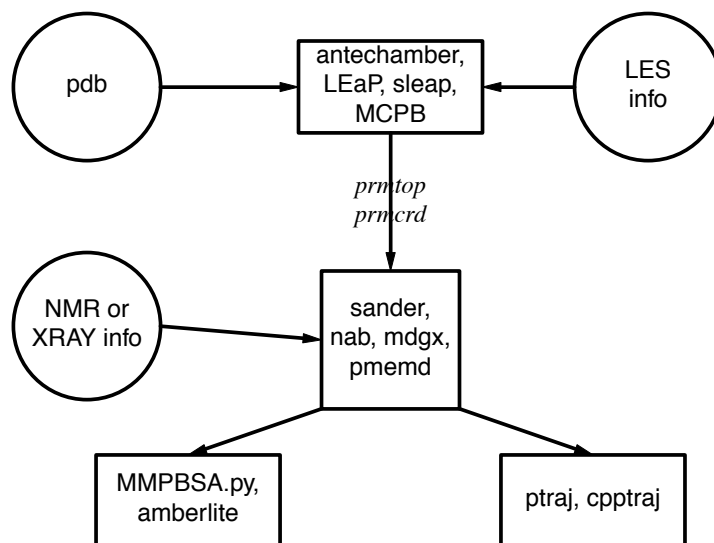 pdb
antechamber,
LEaP, sleap,
MCPB
LES
info
prmtop
prmcrd
NMR or
XRAY info
sander,
nab, mdgx,
pmemd
MMPBSA.py,
amberlite
ptraj, cpptraj